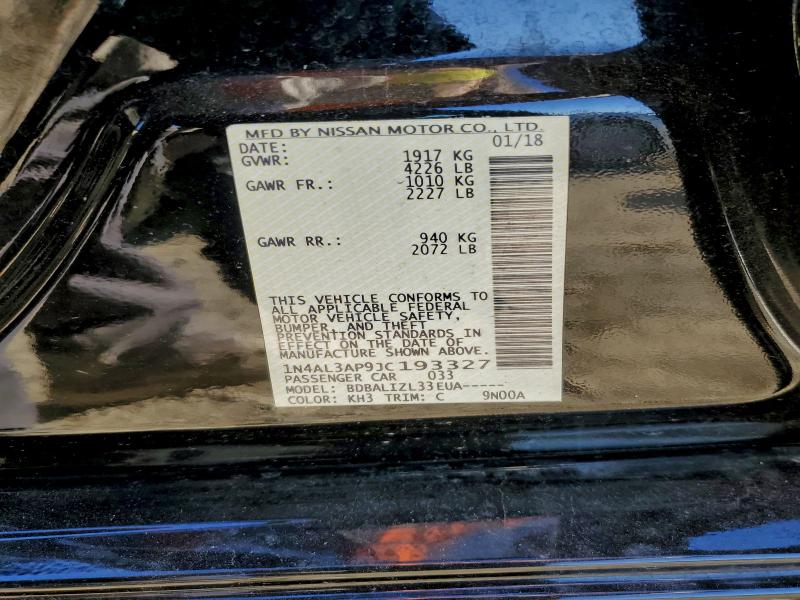 MFD BY NISSAN MOTOR CO., LTD.
DATE: 01/18
GVWR: 1917 KG
4226 LB
GAWR FR.: 1010 KG
2227 LB
GAWR RR.: 940 KG
2072 LB
THIS VEHICLE CONFORMS TO
ALL APPLICABLE FEDERAL
MOTOR VEHICLE SAFETY,
BUMPER, AND THEFT
PREVENTION STANDARDS IN
EFFECT ON THE DATE OF
MANUFACTURE SHOWN ABOVE.
1N4AL3AP9JC193327
PASSENGER CAR 033
MODEL: BDBALIZL33EUA-----
COLOR: KH3 TRIM: C 9N00A